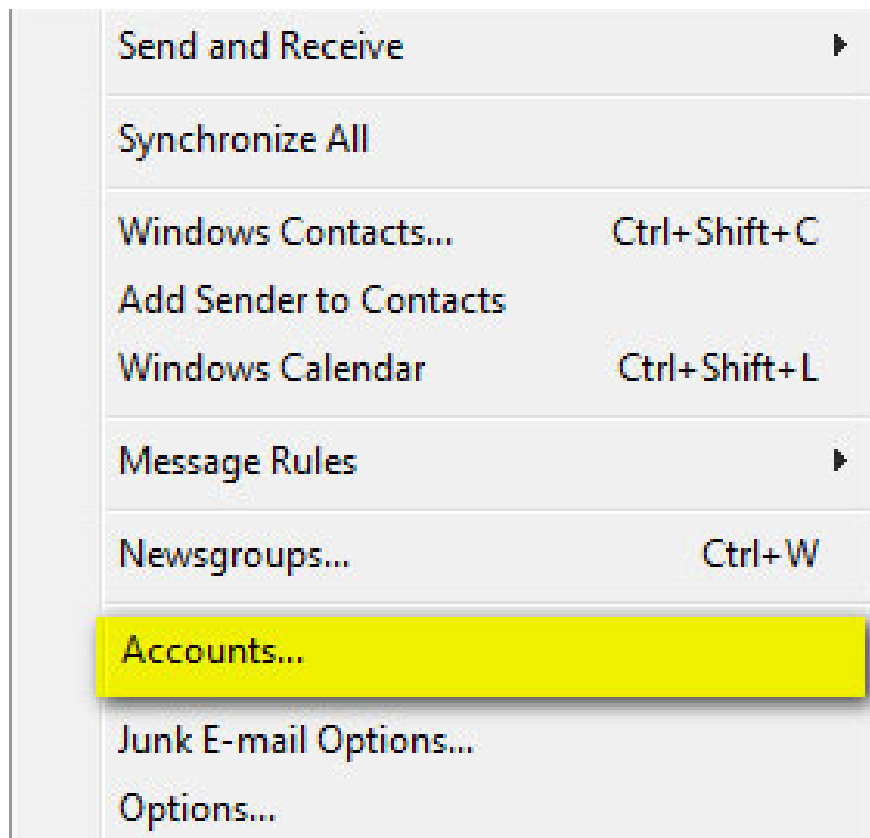 Send and Receive
Synchronize All
Windows Contacts... Ctrl+Shift+C
Add Sender to Contacts
Windows Calendar Ctrl+Shift+L
Message Rules
Newsgroups... Ctrl+W
Accounts...
Junk E-mail Options...
Options...